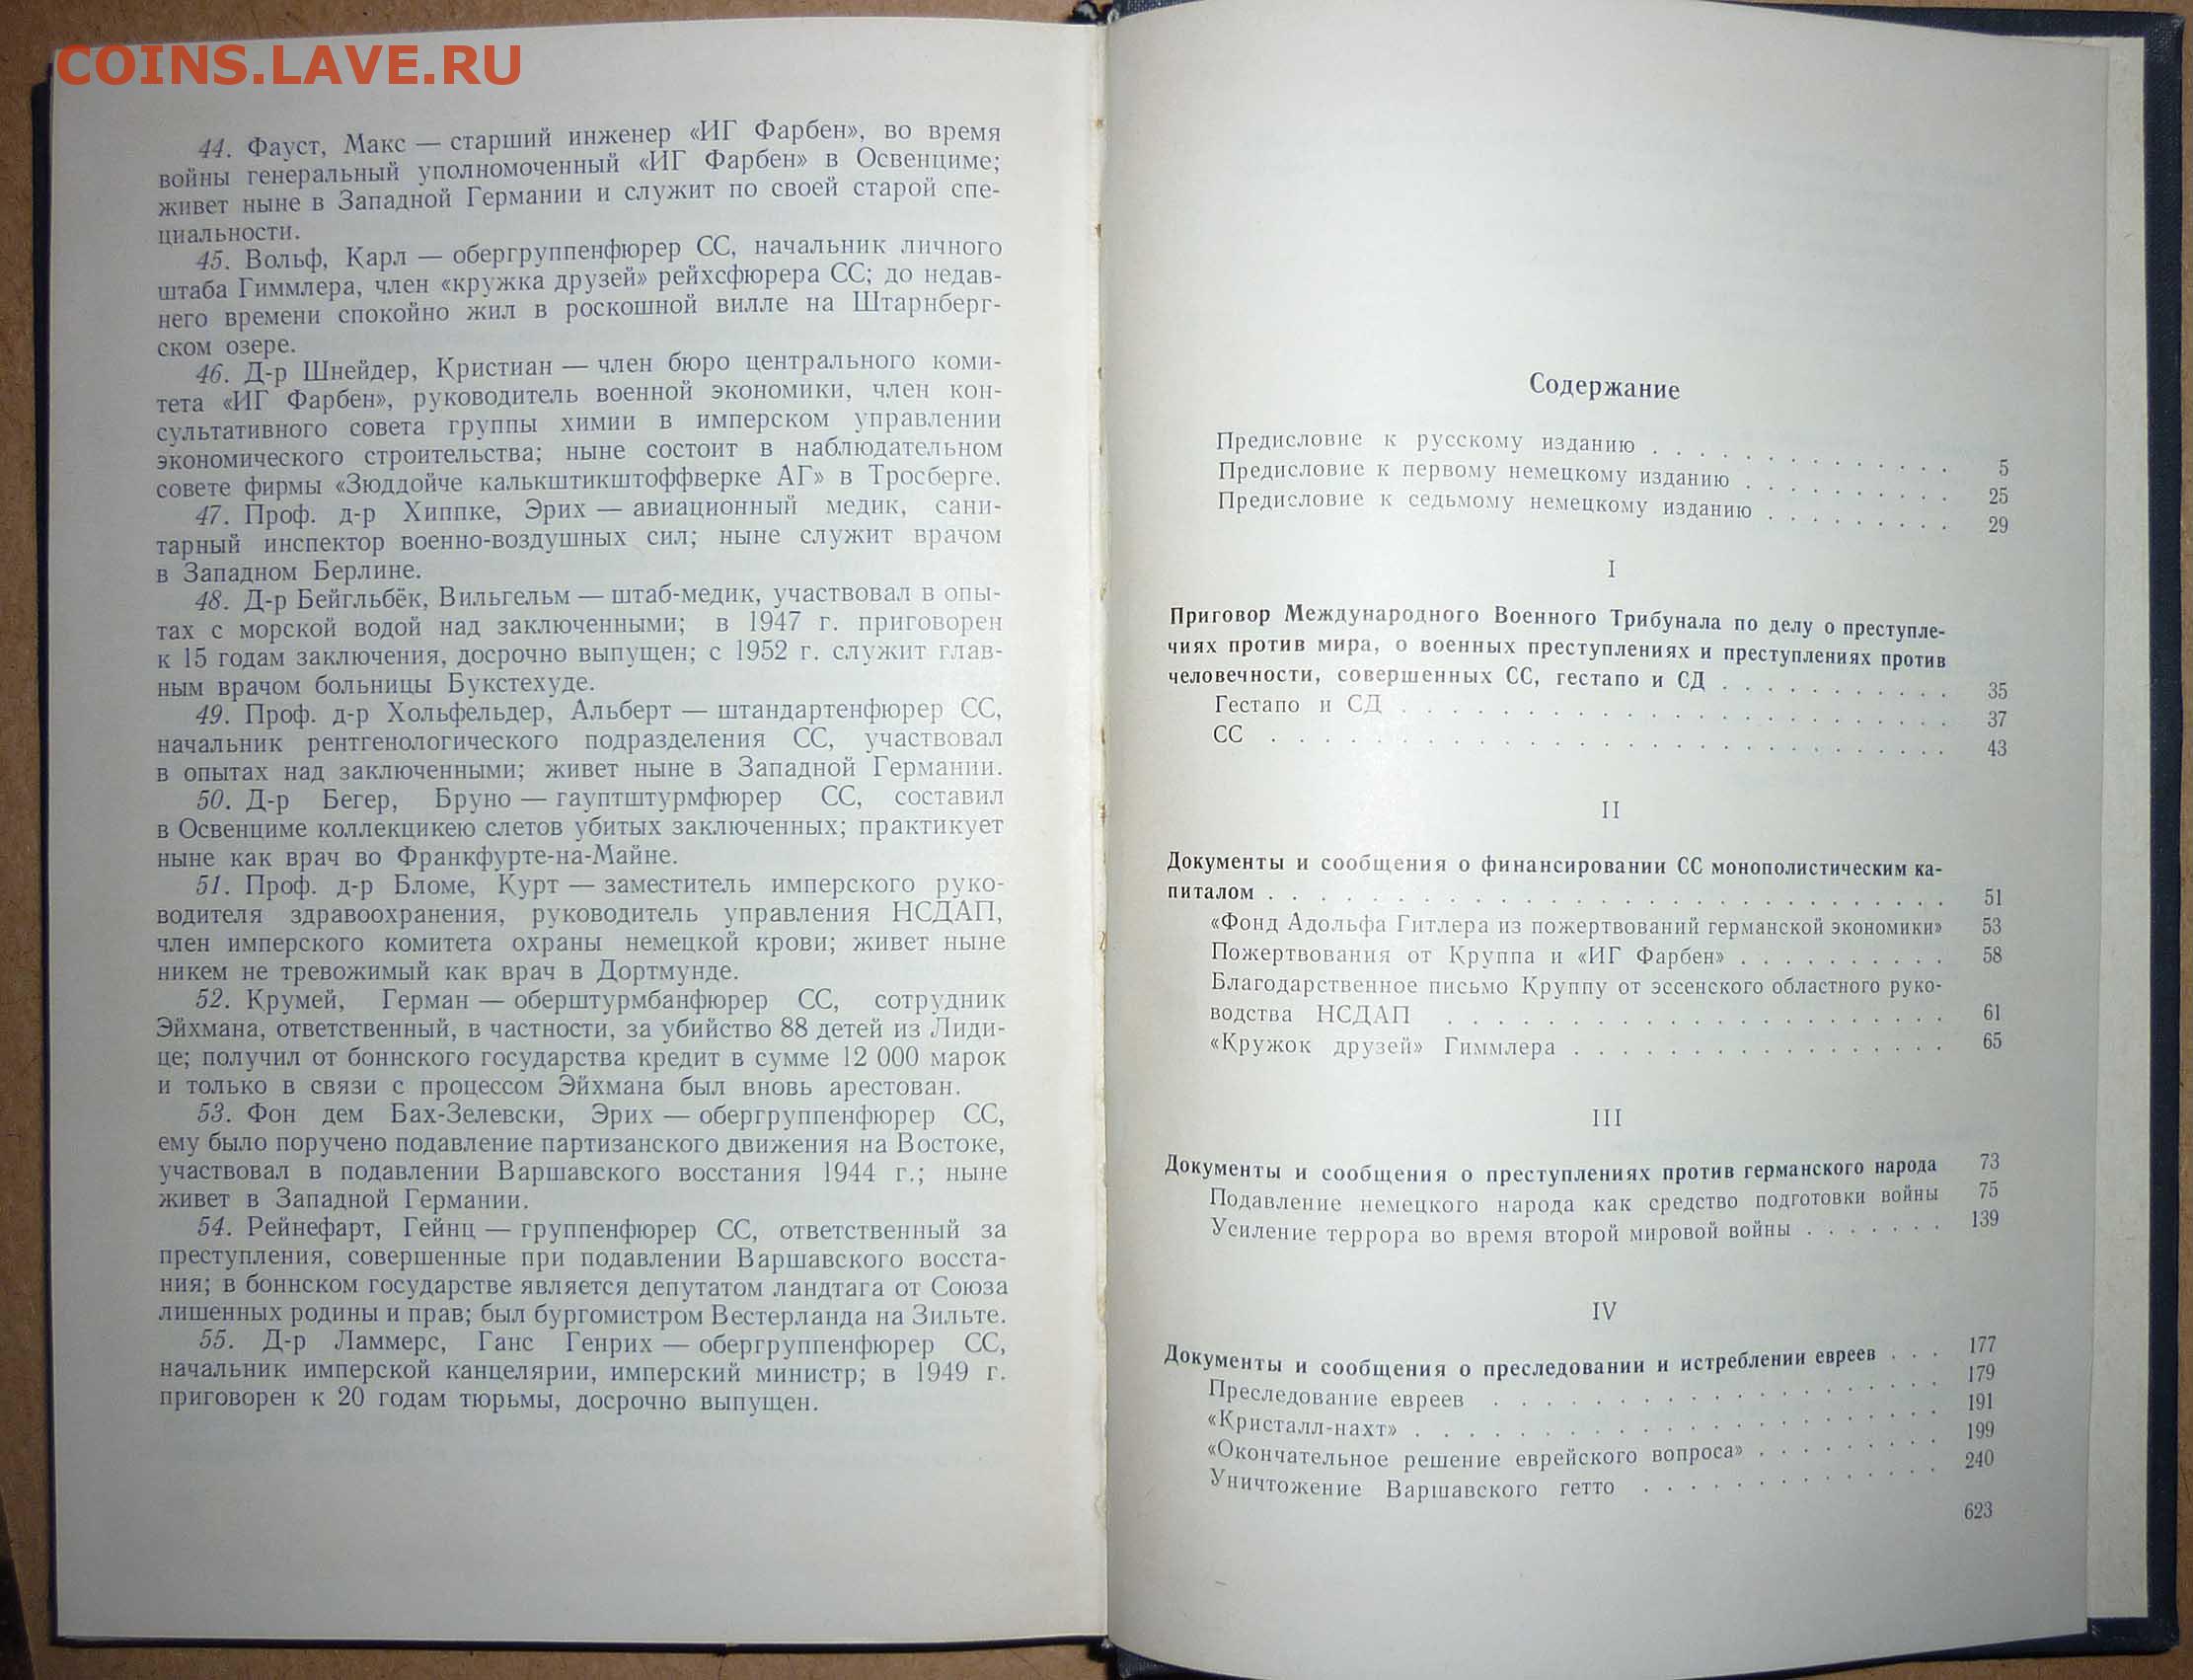 COINS.LAVE.RU
44. Фауст, Макс — старший инженер «ИГ Фарбен», во время
войны генеральный уполномоченный «ИГ Фарбен» в Освенциме;
живет ныне в Западной Германии и служит по своей старой спе-
циальности.
45. Вольф, Карл — обергруппенфюрер СС, начальник личного
штаба Гиммлера, член «кружка друзей» рейхсфюрера СС; до недав-
него времени спокойно жил в роскошной вилле на Штарнберг-
ском озере.
46. Д-р Шнейдер, Кристиан — член бюро центрального коми-
тета «ИГ Фарбен», руководитель военной экономики, член кон-
сультативного совета группы химии в имперском управлении
экономического строительства; ныне состоит в наблюдательном
совете фирмы «Зюддойче калькштикштоффверке АГ» в Тросберге.
47. Проф. д-р Хиппке, Эрих — авиационный медик, сани-
тарный инспектор военно-воздушных сил; ныне служит врачом
в Западном Берлине.
48. Д-р Бейгльбёк, Вильгельм — штаб-медик, участвовал в опы-
тах с морской водой над заключенными; в 1947 г. приговорен
к 15 годам заключения, досрочно выпущен; с 1952 г. служит глав-
ным врачом больницы Букстехуде.
49. Проф. д-р Хольфельдер, Альберт — штандартенфюрер СС,
начальник рентгенологического подразделения СС, участвовал
в опытах над заключенными; живет ныне в Западной Германии.
50. Д-р Бегер, Бруно — гауптштурмфюрер СС, составил
в Освенциме коллекцикею слетов убитых заключенных; практикует
ныне как врач во Франкфурте-на-Майне.
51. Проф. д-р Бломе, Курт — заместитель имперского руко-
водителя здравоохранения, руководитель управления НСДАП,
член имперского комитета охраны немецкой крови; живет ныне
никем не тревожимый как врач в Дортмунде.
52. Крумей, Герман — оберштурмбанфюрер СС, сотрудник
Эйхмана, ответственный, в частности, за убийство 88 детей из Лиди-
це; получил от боннского государства кредит в сумме 12 000 марок
и только в связи с процессом Эйхмана был вновь арестован.
53. Фон дем Бах-Зелевски, Эрих — обергруппенфюрер СС,
ему было поручено подавление партизанского движения на Востоке,
участвовал в подавлении Варшавского восстания 1944 г.; ныне
живет в Западной Германии.
54. Рейнефарт, Гейнц — группенфюрер СС, ответственный за
преступления, совершенные при подавлении Варшавского восста-
ния; в боннском государстве является депутатом ландтага от Союза
лишенных родины и прав; был бургомистром Вестерланда на Зильте.
55. Д-р Ламмерс, Ганс Генрих — обергруппенфюрер СС,
начальник имперской канцелярии, имперский министр; в 1949 г.
приговорен к 20 годам тюрьмы, досрочно выпущен.
Содержание
Предисловие к русскому изданию . . . . . . . . . . . . . 5
Предисловие к первому немецкому изданию . . . . . . . . . 25
Предисловие к седьмому немецкому изданию . . . . . . . . 29
I
Приговор Международного Военного Трибунала по делу о преступле-
чиях против мира, о военных преступлениях и преступлениях против
человечности, совершенных СС, гестапо и СД . . . . . . . . . 35
Гестапо и СД . . . . . . . . . . . . . . . . . . . . . 37
СС . . . . . . . . . . . . . . . . . . . . . . . . . 43
II
Документы и сообщения о финансировании СС монополистическим ка-
питалом . . . . . . . . . . . . . . . . . . . . . . . . . 51
«Фонд Адольфа Гитлера из пожертвований германской экономики» 53
Пожертвования от Круппа и «ИГ Фарбен» . . . . . . . . . . 58
Благодарственное письмо Круппу от эссенского областного руко-
водства НСДАП . . . . . . . . . . . . . . . . . . . 61
«Кружок друзей» Гиммлера . . . . . . . . . . . . . . . 65
III
Документы и сообщения о преступлениях против германского народа 73
Подавление немецкого народа как средство подготовки войны 75
Усиление террора во время второй мировой войны . . . . . . . 139
IV
Документы и сообщения о преследовании и истреблении евреев . . . 177
Преследование евреев . . . . . . . . . . . . . . . . . 179
«Кристалл-нахт» . . . . . . . . . . . . . . . . . . . . 191
«Окончательное решение еврейского вопроса» . . . . . . . . . 199
Уничтожение Варшавского гетто . . . . . . . . . . . . 240
623